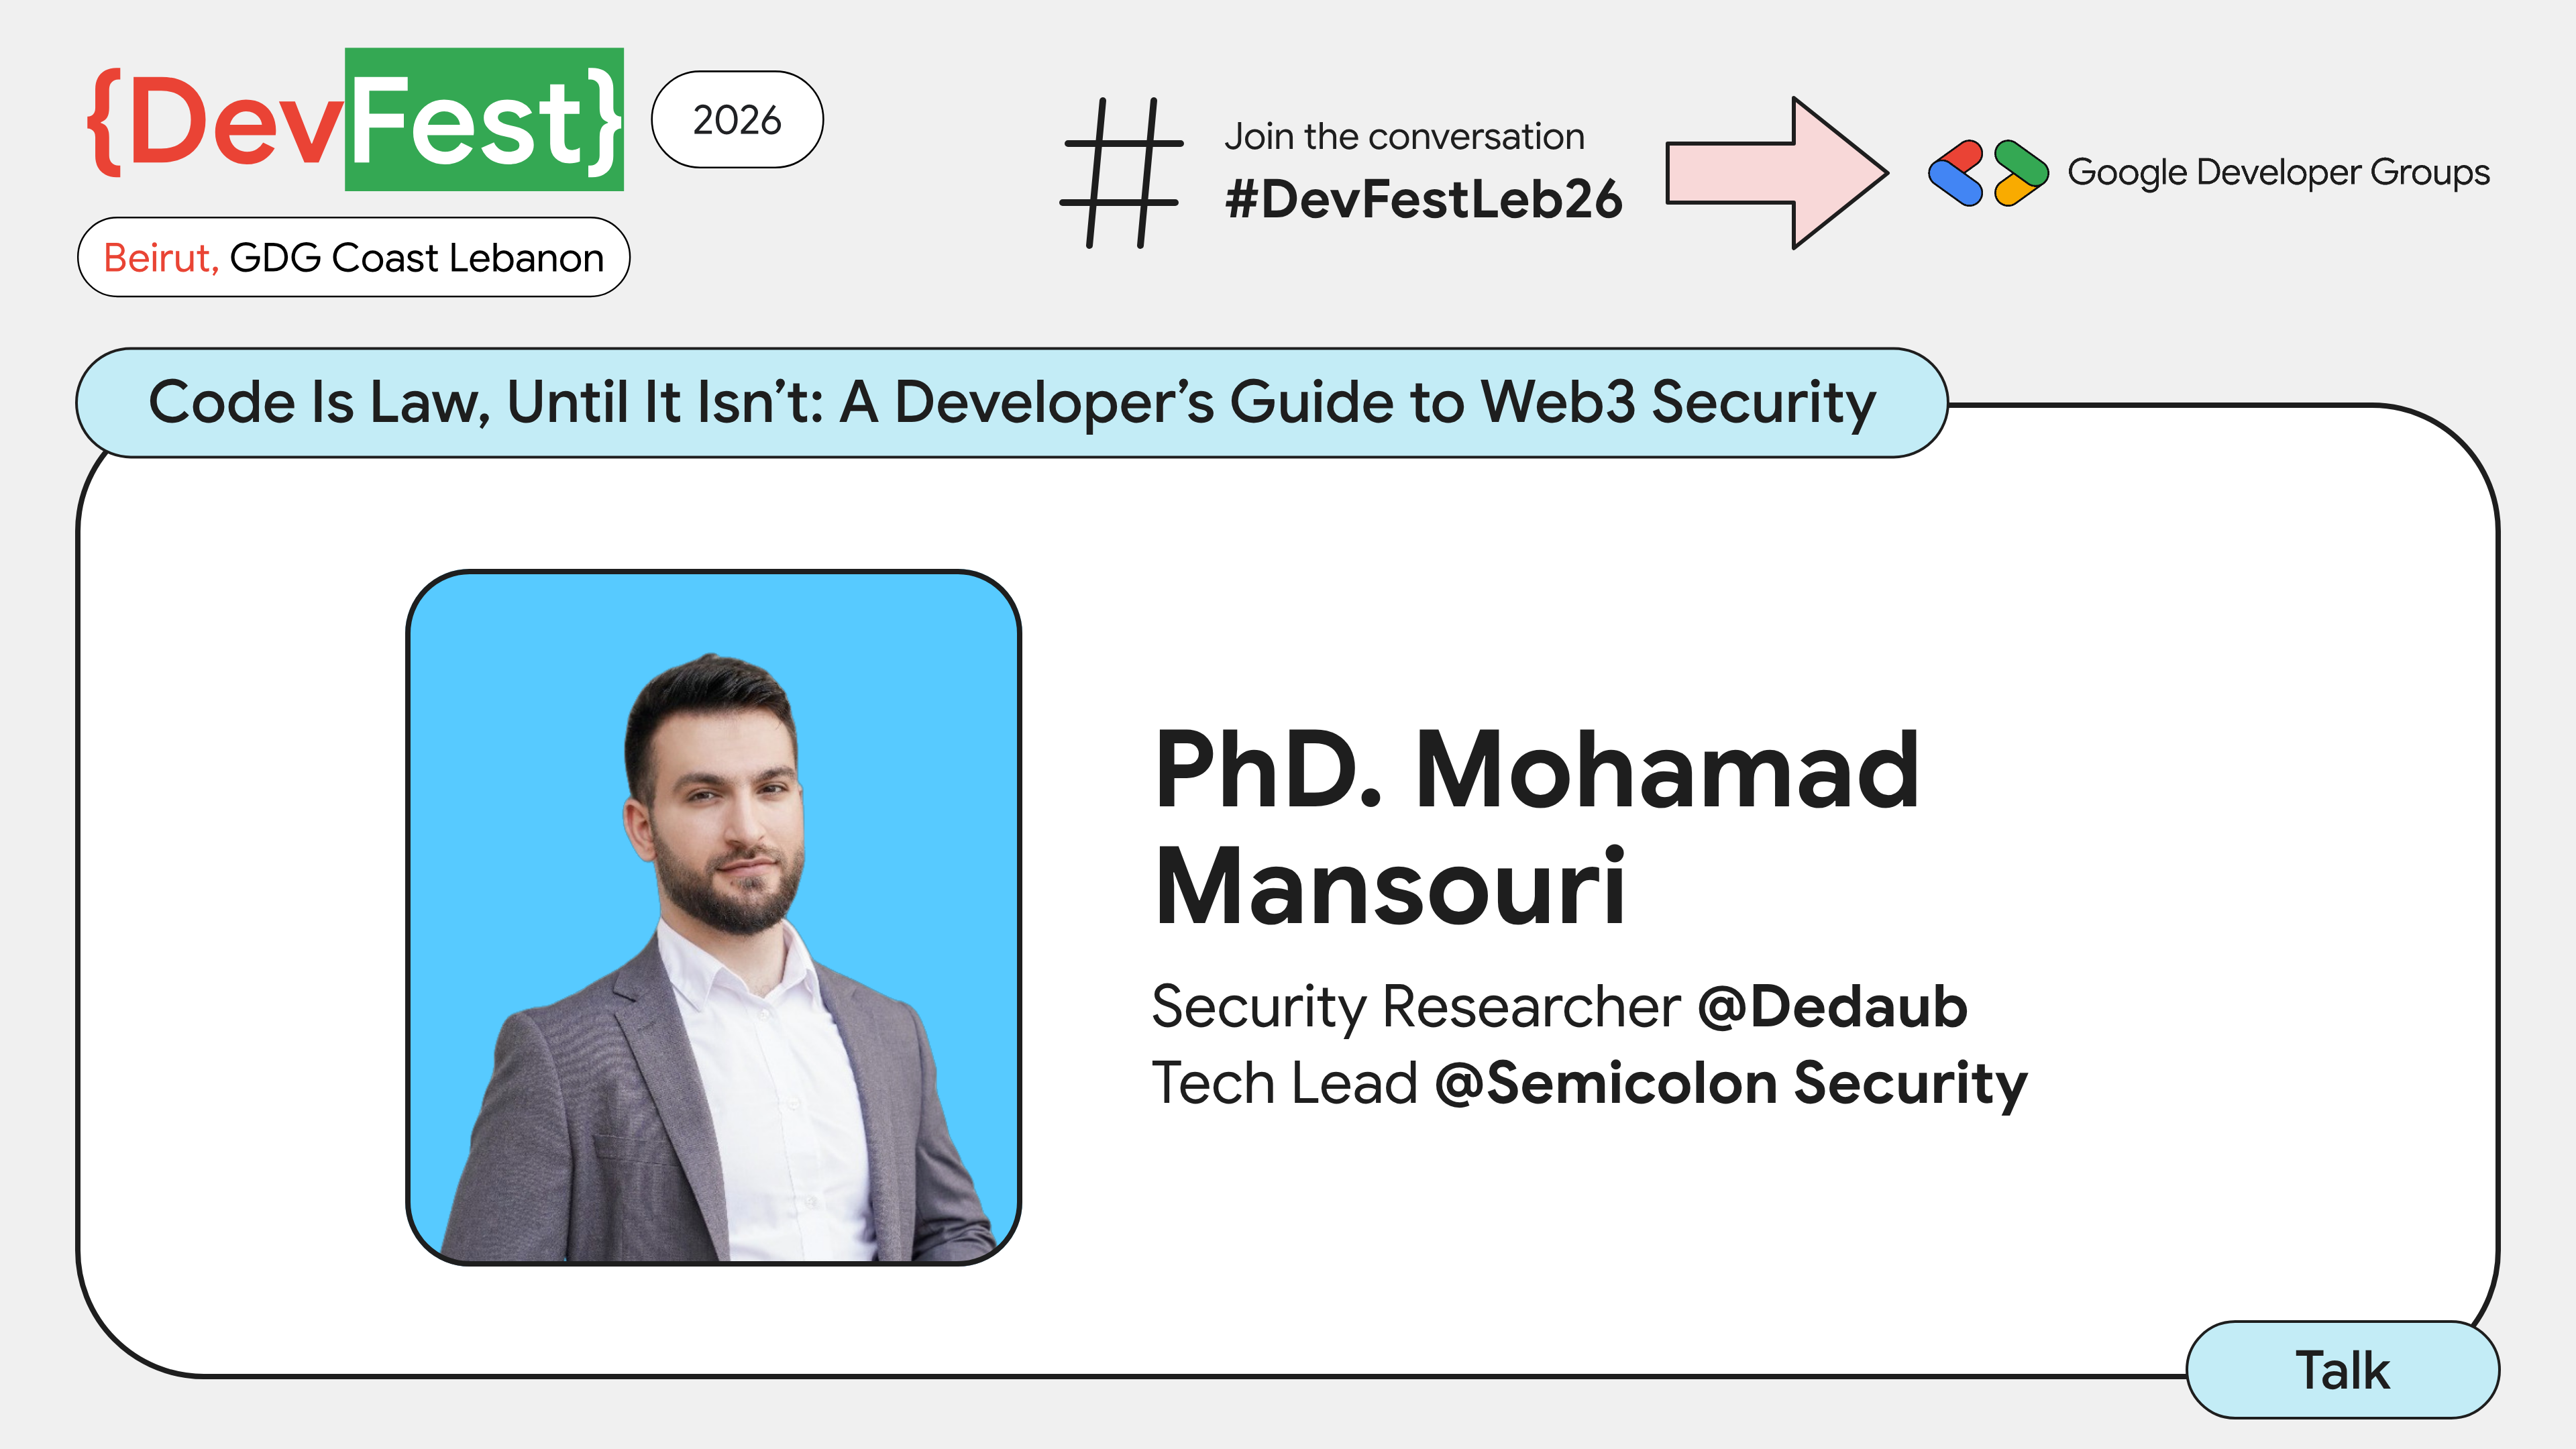 {DevFest}
2026
Beirut, GDG Coast Lebanon
Join the conversation
#DevFestLeb26
Google Developer Groups
Code Is Law, Until It Isn’t: A Developer’s Guide to Web3 Security
PhD. Mohamad
Mansouri
Security Researcher @Dedaub
Tech Lead @Semicolon Security
Talk